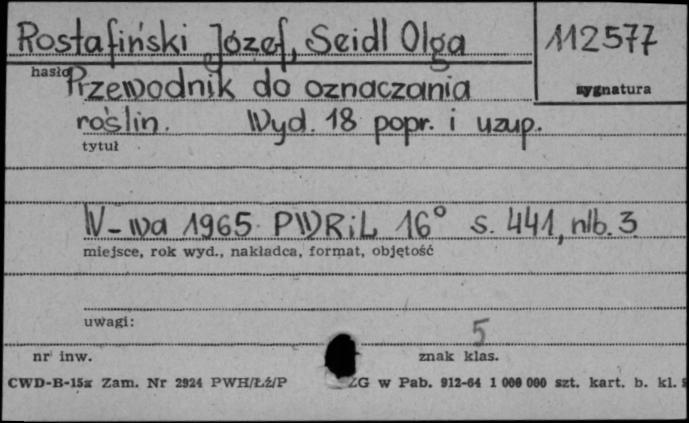 Rostafiński Józef, Seidl Olga
112577
hasło
Przewodnik do oznaczania
sygnatura
roślin. Wyd. 18 popr. i uzup.
tytuł
W-wa 1965 PWRiL 16° s. 441, nlb. 3
miejsce, rok wyd., nakładca, format, objętość
uwagi:
5
nr inw.
znak klas.
CWD-B-15x Zam. Nr 2924 PWH/Łź/P ZG w Pab. 912-64 1 000 000 szt. kart. b. kl.